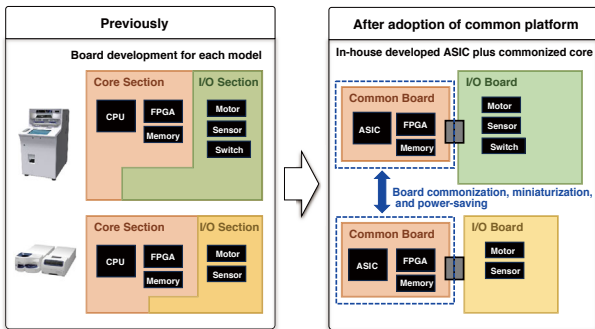 Previously
Board development for each model
Core Section
I/O Section
CPU
FPGA
Memory
Motor
Sensor
Switch
Core Section
I/O Section
CPU
FPGA
Memory
Motor
Sensor
After adoption of common platform
In-house developed ASIC plus commonized core
I/O Board
Common Board
ASIC
FPGA
Memory
Motor
Sensor
Switch
Board commonization, miniaturization,
and power-saving
Common Board
I/O Board
ASIC
FPGA
Memory
Motor
Sensor